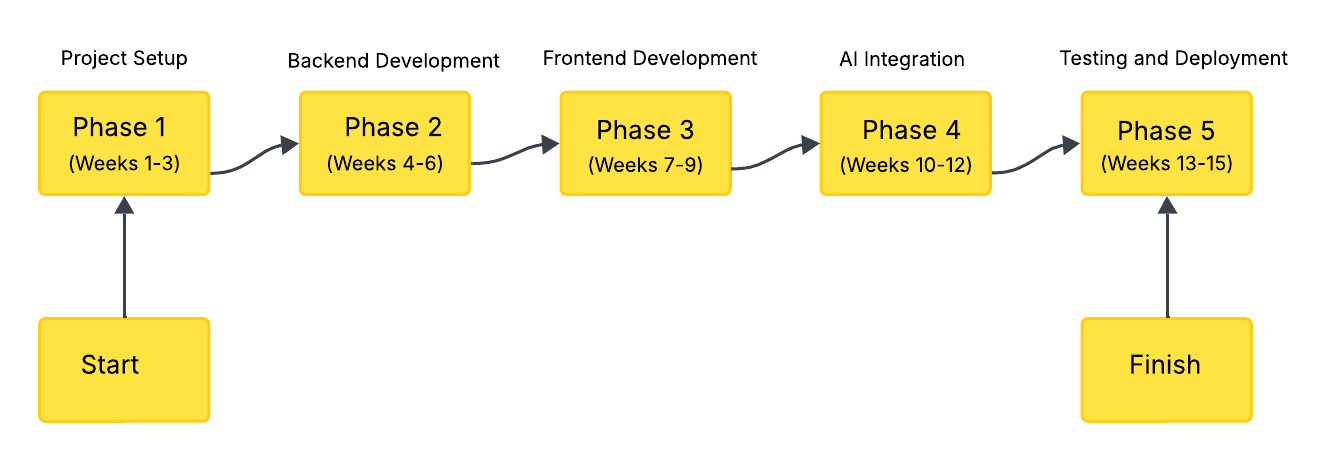 Project Setup
Backend Development
Frontend Development
AI Integration
Testing and Deployment
Phase 1
(Weeks 1-3)
Phase 2
(Weeks 4-6)
Phase 3
(Weeks 7-9)
Phase 4
(Weeks 10-12)
Phase 5
(Weeks 13-15)
Start
Finish